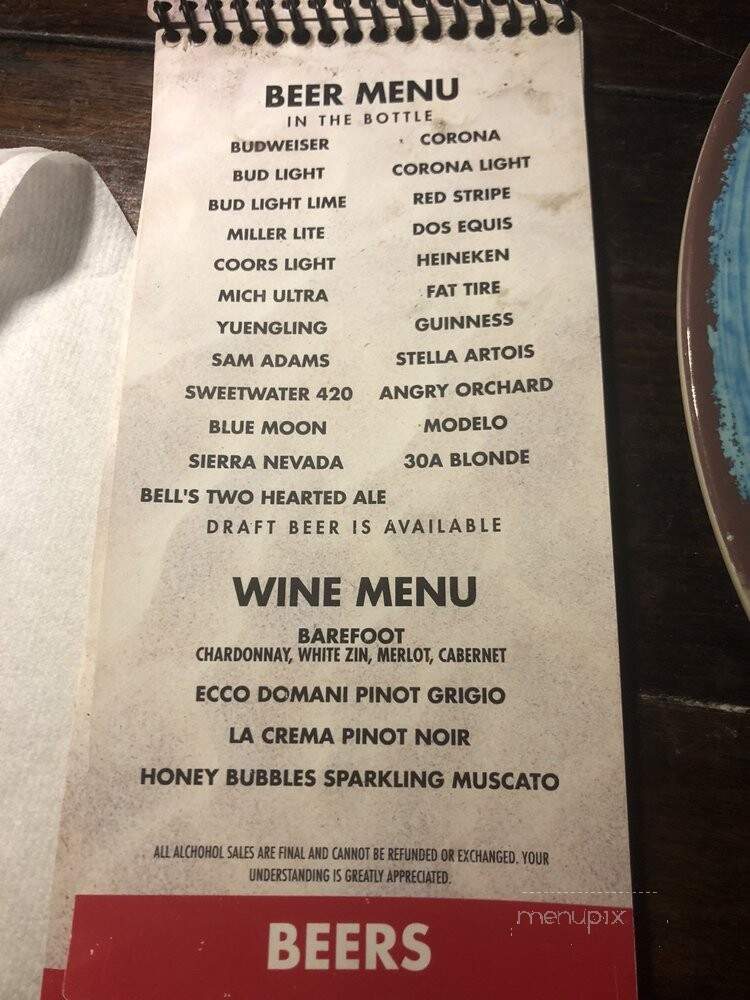 BEER MENU
IN THE BOTTLE
BUDWEISER
BUD LIGHT
BUD LIGHT LIME
MILLER LITE
COORS LIGHT
MICH ULTRA
YUENGLING
SAM ADAMS
SWEETWATER 420
BLUE MOON
SIERRA NEVADA
BELL'S TWO HEARTED ALE
CORONA
CORONA LIGHT
RED STRIPE
DOS EQUIS
HEINEKEN
FAT TIRE
GUINNESS
STELLA ARTOIS
ANGRY ORCHARD
MODELO
30A BLONDE
DRAFT BEER IS AVAILABLE
WINE MENU
BAREFOOT
CHARDONNAY, WHITE ZIN, MERLOT, CABERNET
ECCO DOMANI PINOT GRIGIO
LA CREMA PINOT NOIR
HONEY BUBBLES SPARKLING MUSCATO
ALL ALCHOHOL SALES ARE FINAL AND CANNOT BE REFUNDED OR EXCHANGED. YOUR
UNDERSTANDING IS GREATLY APPRECIATED.
menupix
BEERS